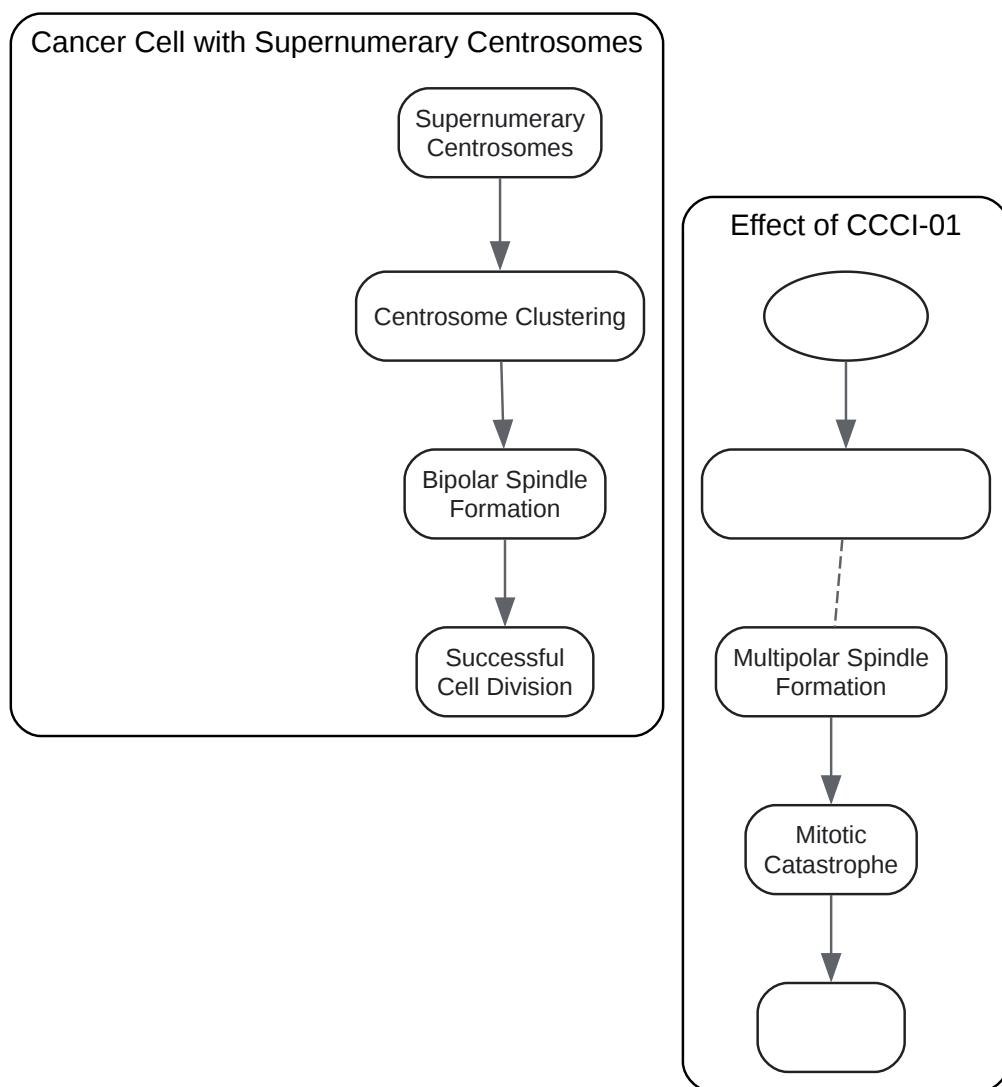 Cancer Cell with Supernumerary Centrosomes
Supernumerary
Centrosomes
Centrosome Clustering
Bipolar Spindle
Formation
Successful
Cell Division
Effect of CCCI-01
Multipolar Spindle
Formation
Mitotic
Catastrophe